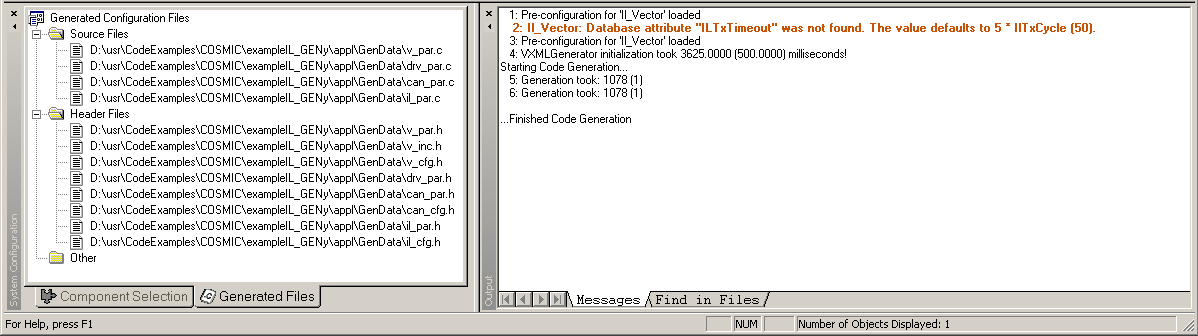 Generated Configuration Files
Source Files
D:\usr\CodeExamples\COSMIC\exampleIL_GENy\appl\GenData\v_par.c
D:\usr\CodeExamples\COSMIC\exampleIL_GENy\appl\GenData\drv_par.c
D:\usr\CodeExamples\COSMIC\exampleIL_GENy\appl\GenData\can_par.c
D:\usr\CodeExamples\COSMIC\exampleIL_GENy\appl\GenData\il_par.c
Header Files
D:\usr\CodeExamples\COSMIC\exampleIL_GENy\appl\GenData\v_par.h
D:\usr\CodeExamples\COSMIC\exampleIL_GENy\appl\GenData\v_inc.h
D:\usr\CodeExamples\COSMIC\exampleIL_GENy\appl\GenData\v_cfg.h
D:\usr\CodeExamples\COSMIC\exampleIL_GENy\appl\GenData\drv_par.h
D:\usr\CodeExamples\COSMIC\exampleIL_GENy\appl\GenData\can_par.h
D:\usr\CodeExamples\COSMIC\exampleIL_GENy\appl\GenData\can_cfg.h
D:\usr\CodeExamples\COSMIC\exampleIL_GENy\appl\GenData\il_par.h
D:\usr\CodeExamples\COSMIC\exampleIL_GENy\appl\GenData\il_cfg.h
Other
System Configuration
Component Selection
Generated Files
1: Pre-configuration for 'Il_Vector' loaded
2: Il_Vector: Database attribute "ILTxTimeout" was not found. The value defaults to 5 * IlTxCycle (50).
3: Pre-configuration for 'Il_Vector' loaded
4: VXMLGenerator initialization took 3625.0000 (500.0000) milliseconds!
Starting Code Generation...
5: Generation took: 1078 (1)
6: Generation took: 1078 (1)
...Finished Code Generation
Output
Messages
Find in Files
For Help, press F1
NUM
Number of Objects Displayed: 1